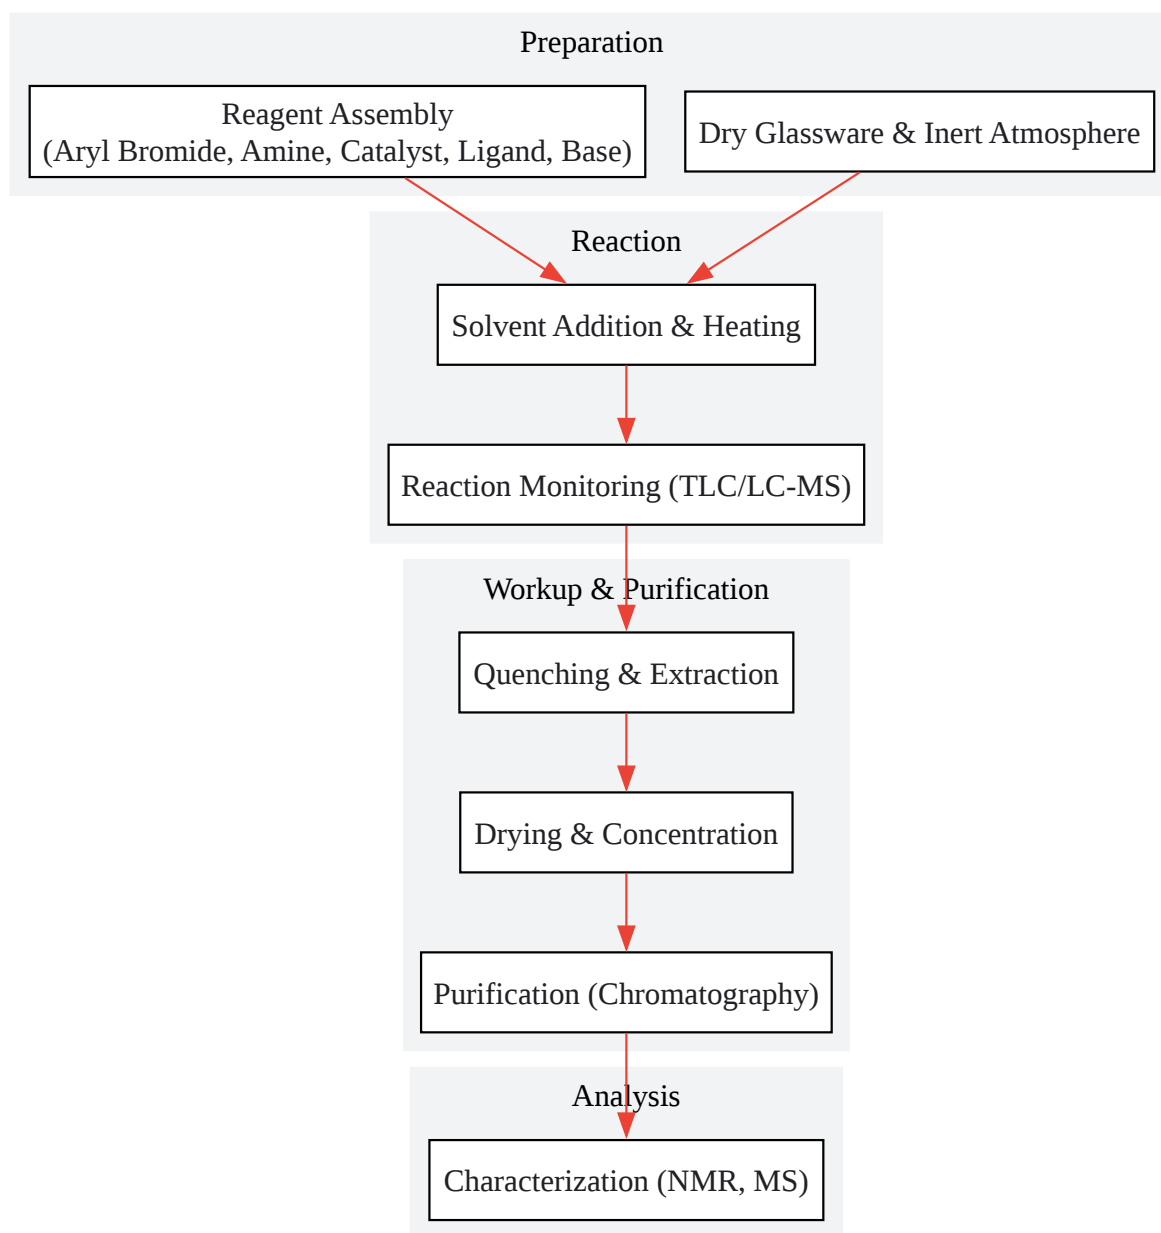 Preparation
Reagent Assembly
(Aryl Bromide, Amine, Catalyst, Ligand, Base)
Dry Glassware & Inert Atmosphere
Reaction
Solvent Addition & Heating
Reaction Monitoring (TLC/LC-MS)
Workup & Purification
Quenching & Extraction
Drying & Concentration
Purification (Chromatography)
Analysis
Characterization (NMR, MS)